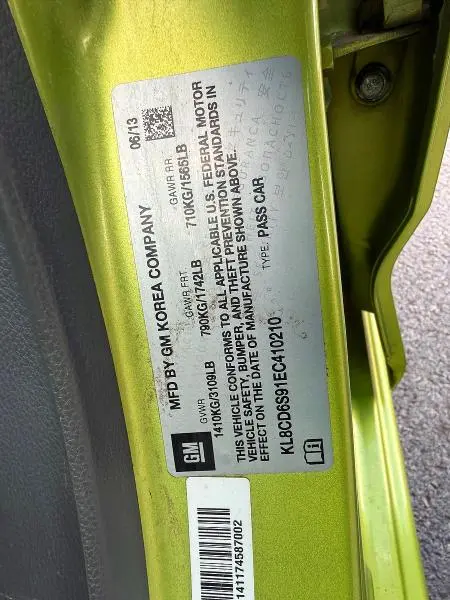 GM
MFD BY GM KOREA COMPANY
06/13
GVWR
GAWR FRT
GAWR RR
1410KG/3109LB
790KG/1742LB
710KG/1565LB
THIS VEHICLE CONFORMS TO ALL APPLICABLE U.S. FEDERAL MOTOR
VEHICLE SAFETY, BUMPER, AND THEFT PREVENTION STANDARDS IN
EFFECT ON THE DATE OF MANUFACTURE SHOWN ABOVE.
KL8CD6S91EC410210
TYPE: PASS CAR
141174587002